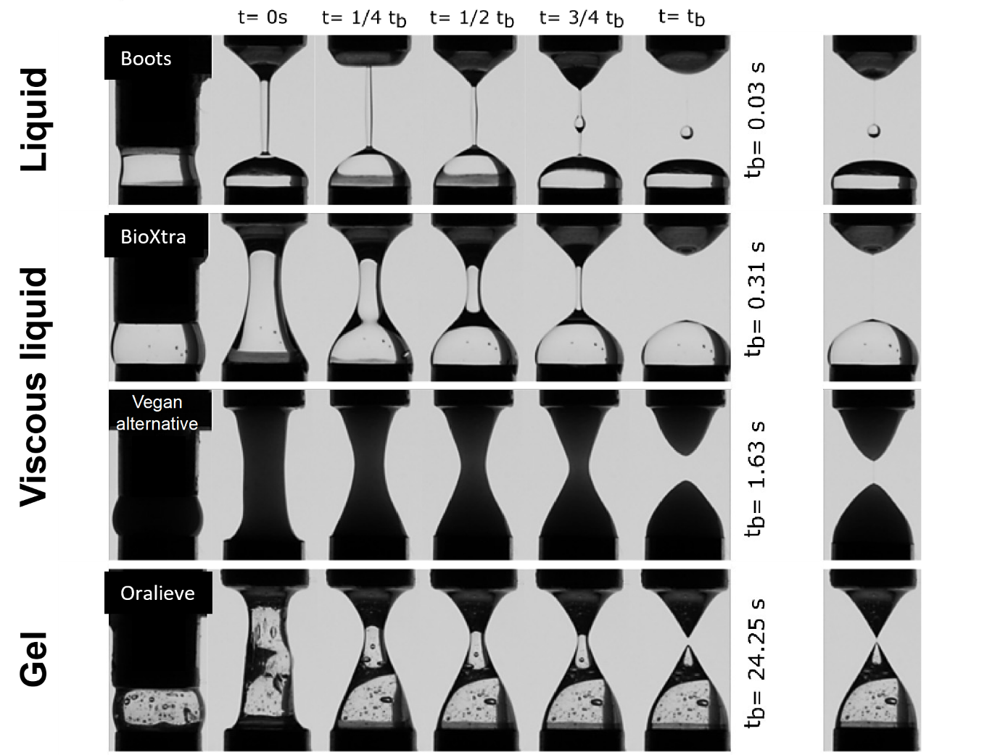 t= 0s
t= 1/4 tb
t= 1/2 tb
t= 3/4 tb
t= tb
Liquid
Boots
tb= 0.03 s
Viscous liquid
BioXtra
tb= 0.31 s
Vegan
alternative
tb= 1.63 s
Gel
Oralieve
tb= 24.25 s